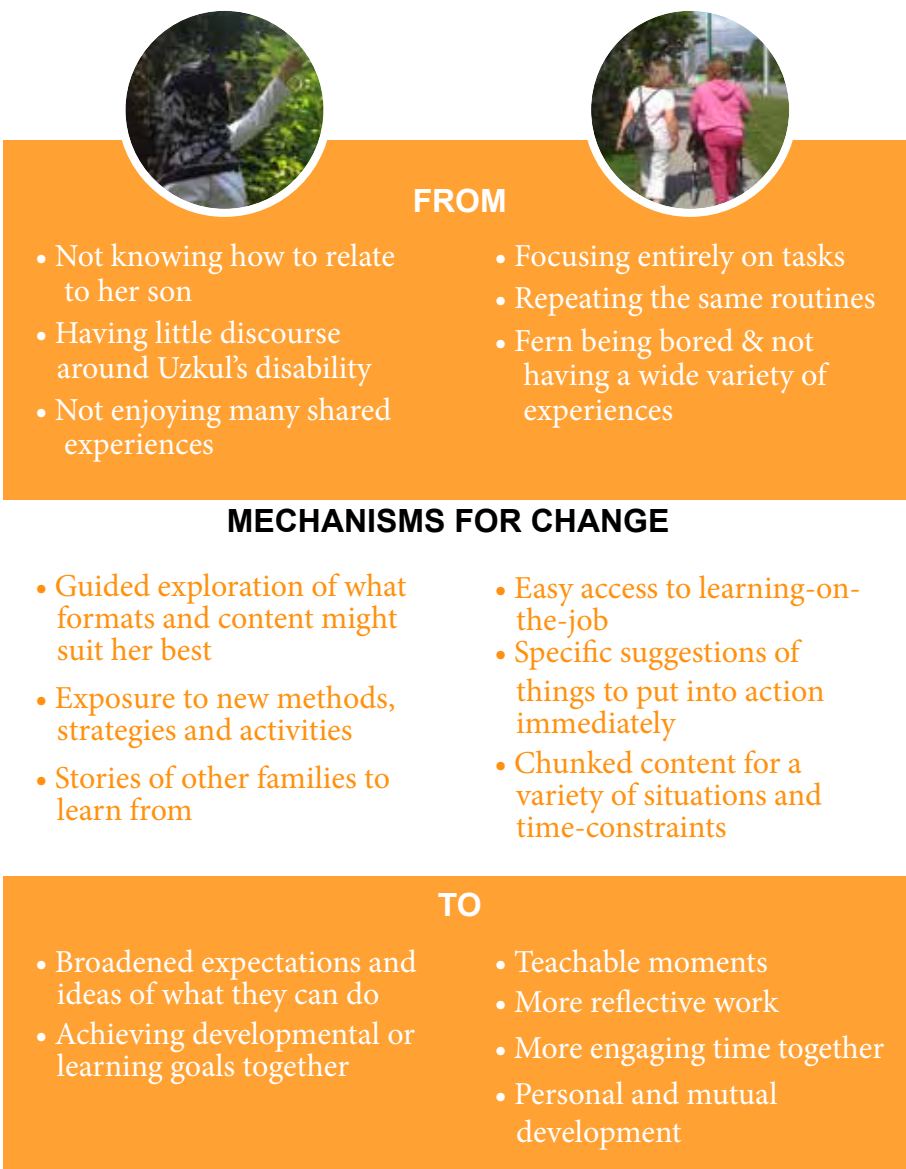 FROM
• Not knowing how to relate
to her son
• Having little discourse
around Uzkul’s disability
• Not enjoying many shared
experiences
• Focusing entirely on tasks
• Repeating the same routines
• Fern being bored & not
having a wide variety of
experiences
MECHANISMS FOR CHANGE
• Guided exploration of what
formats and content might
suit her best
• Exposure to new methods,
strategies and activities
• Stories of other families to
learn from
• Easy access to learning-on-
the-job
• Specific suggestions of
things to put into action
immediately
• Chunked content for a
variety of situations and
time-constraints
TO
• Broadened expectations and
ideas of what they can do
• Achieving developmental or
learning goals together
• Teachable moments
• More reflective work
• More engaging time together
• Personal and mutual
development